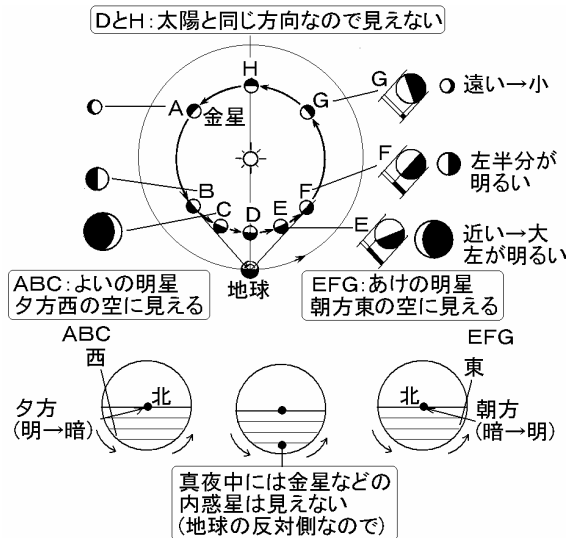 DとH：太陽と同じ方向なので見えない
H
A
金星
G
G
遠い→小
F
F
左半分が
明るい
B
C
D
E
E
近い→大
左が明るい
地球
ABC：よいの明星
夕方西の空に見える
EFG：あけの明星
朝方東の空に見える
ABC
西
北
夕方
(明→暗)
EFG
東
北
朝方
(暗→明)
真夜中には金星などの
内惑星は見えない
(地球の反対側なので)